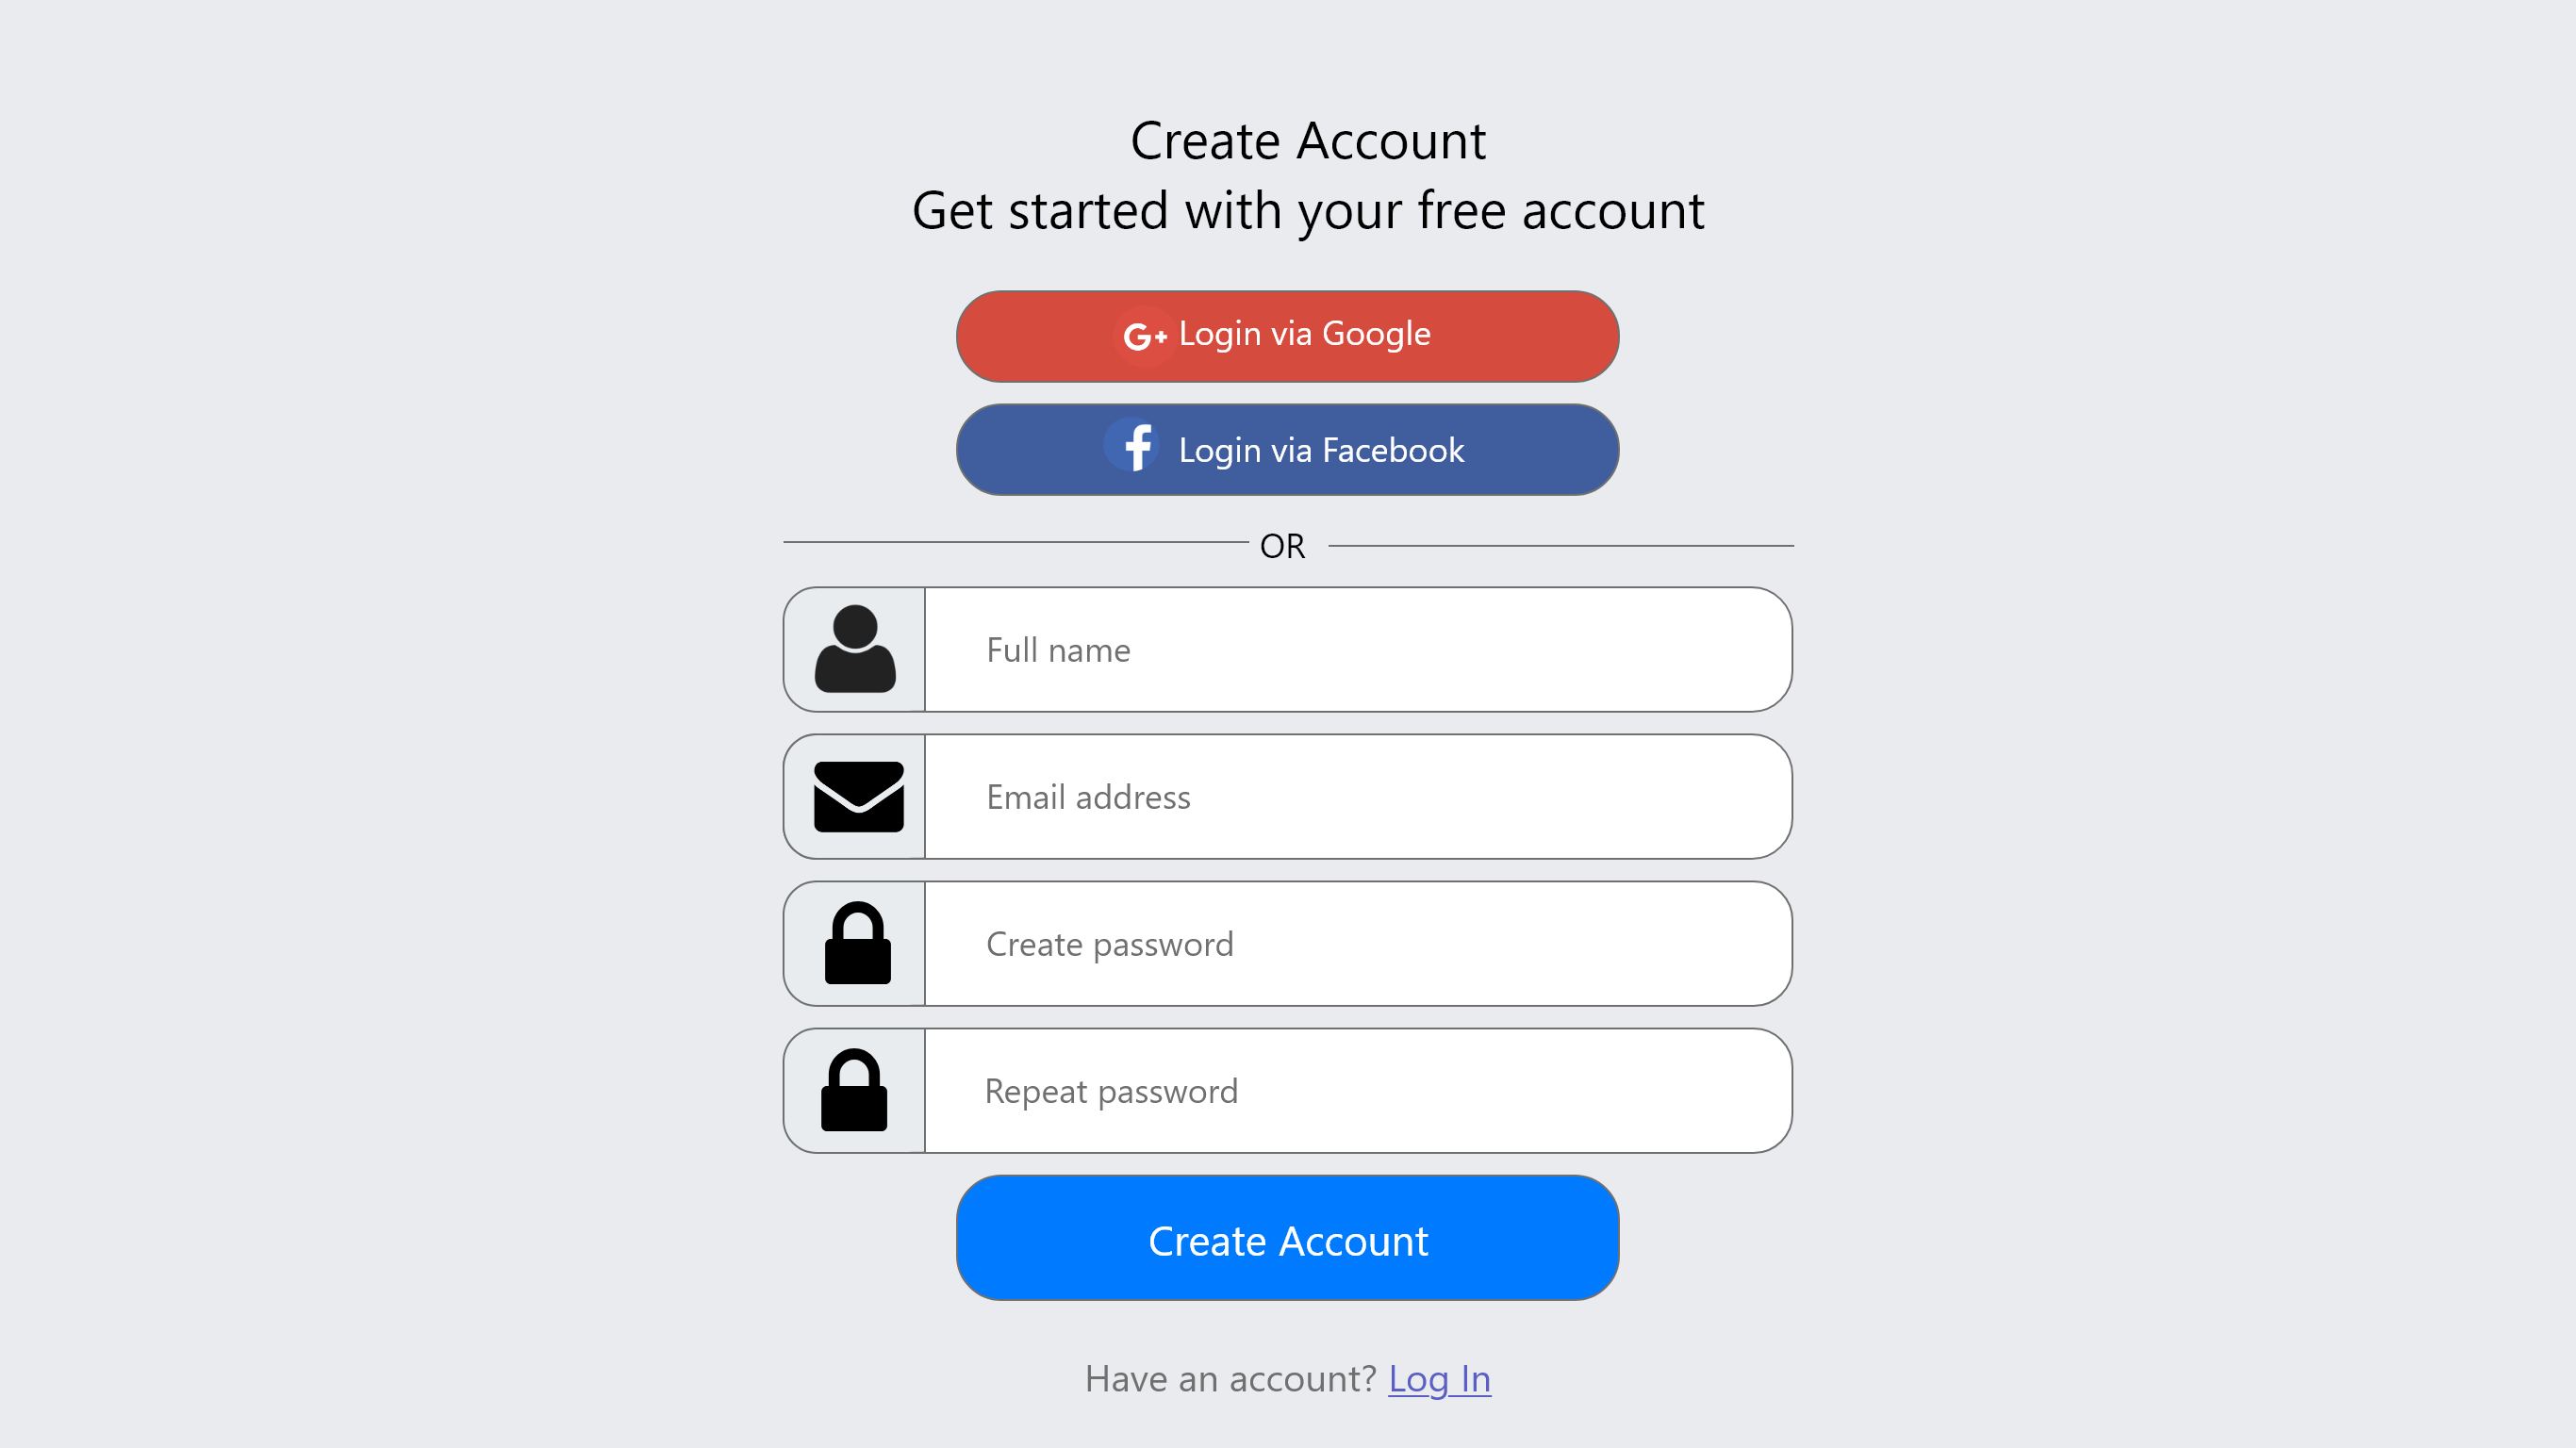 Create Account
Get started with your free account
G+ Login via Google
f Login via Facebook
OR
Full name
Email address
Create password
Repeat password
Create Account
Have an account? Log In